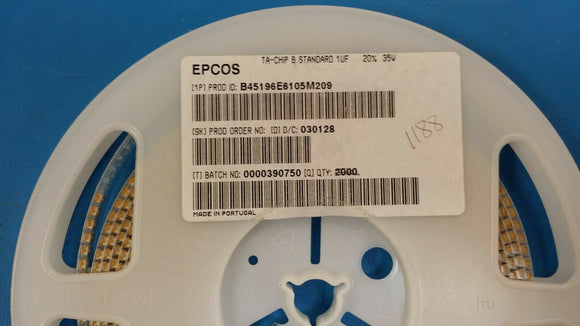 TA-CHIP B STANDARD 1UF 20% 35V
EPCOS
[1P] PROD ID: B45196E6105M209
[9K] PROD ORDER NO: [D] D/C: 030128
1188
[T] BATCH NO: 0000390750 [Q] QTY: 2000
MADE IN PORTUGAL